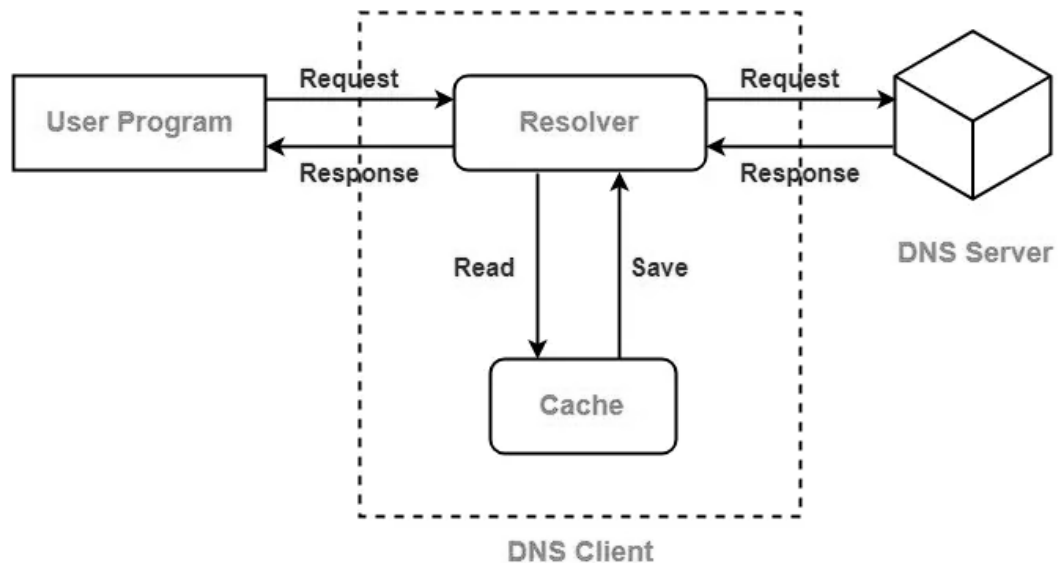 Request
Request
User Program
Resolver
Response
Response
DNS Server
Read
Save
Cache
DNS Client